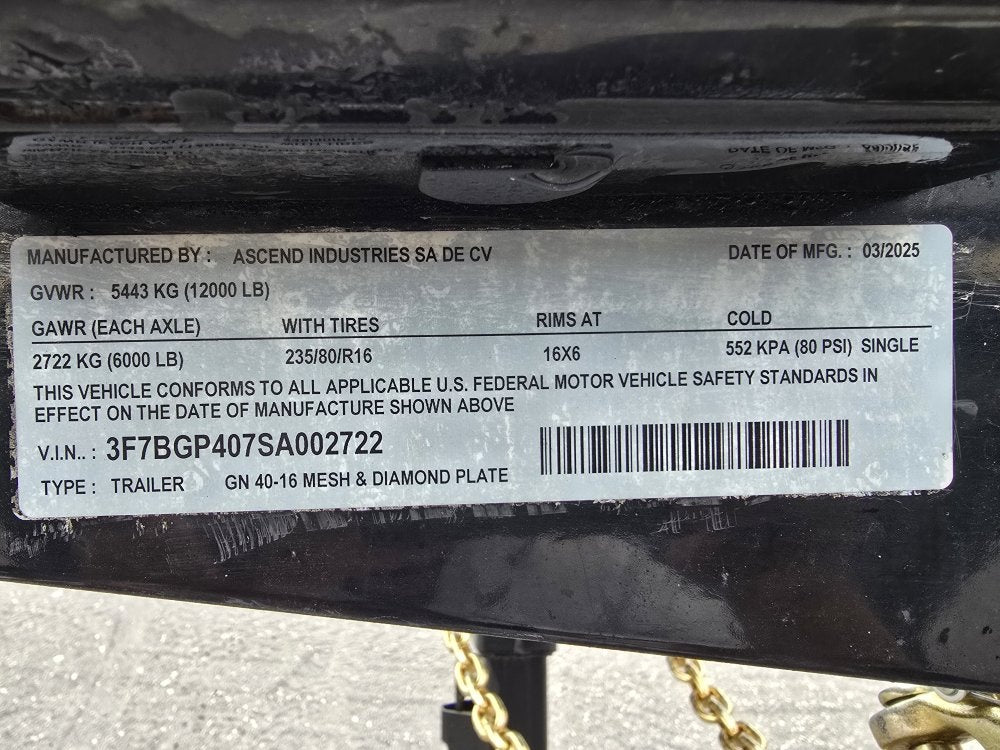 MANUFACTURED BY : ASCEND INDUSTRIES SA DE CV DATE OF MFG. : 03/2025
GVWR : 5443 KG (12000 LB)
GAWR (EACH AXLE) WITH TIRES RIMS AT COLD
2722 KG (6000 LB) 235/80/R16 16X6 552 KPA (80 PSI) SINGLE
THIS VEHICLE CONFORMS TO ALL APPLICABLE U.S. FEDERAL MOTOR VEHICLE SAFETY STANDARDS IN
EFFECT ON THE DATE OF MANUFACTURE SHOWN ABOVE
V.I.N.. : 3F7BGP407SA002722
TYPE : TRAILER GN 40-16 MESH & DIAMOND PLATE